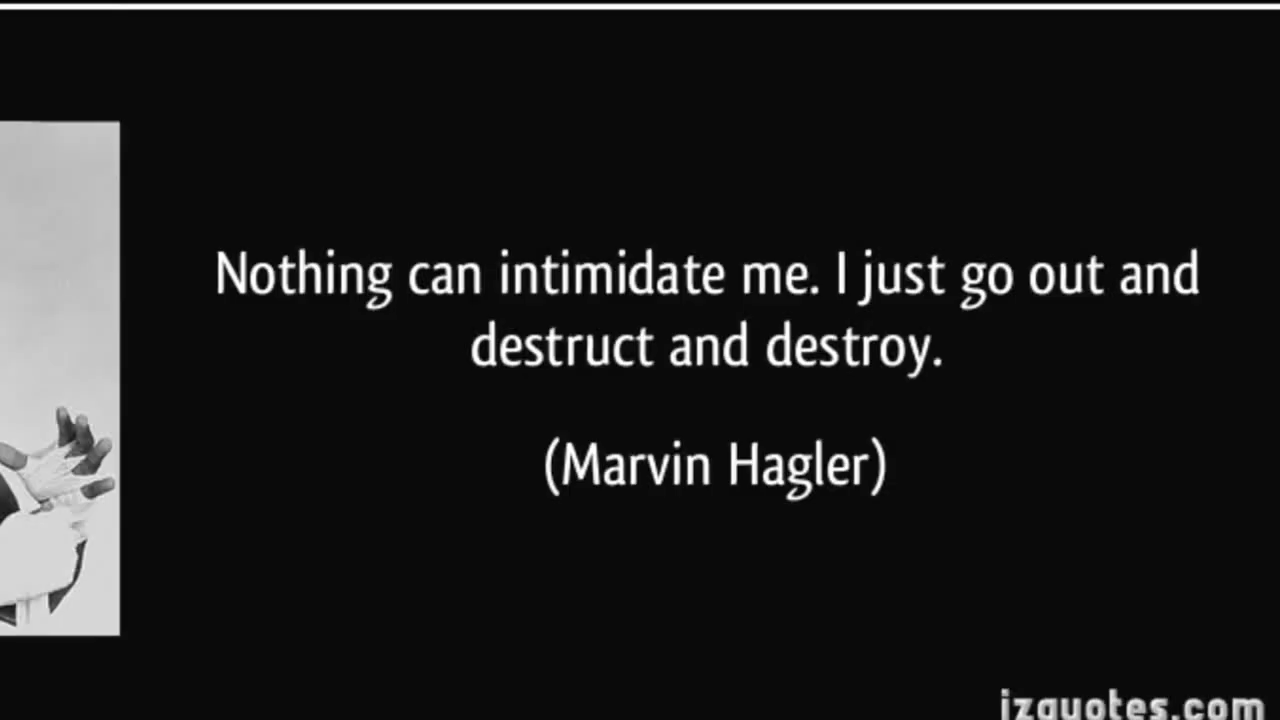 Nothing can intimidate me. I just go out and
destruct and destroy.
(Marvin Hagler)
izquotes.com